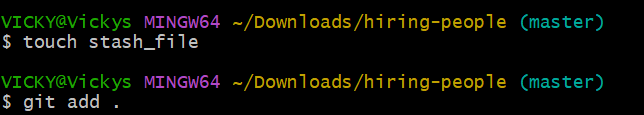 VICKY@Vickys MINGW64 ~/Downloads/hiring-people (master)
$ touch stash_file
VICKY@Vickys MINGW64 ~/Downloads/hiring-people (master)
$ git add .